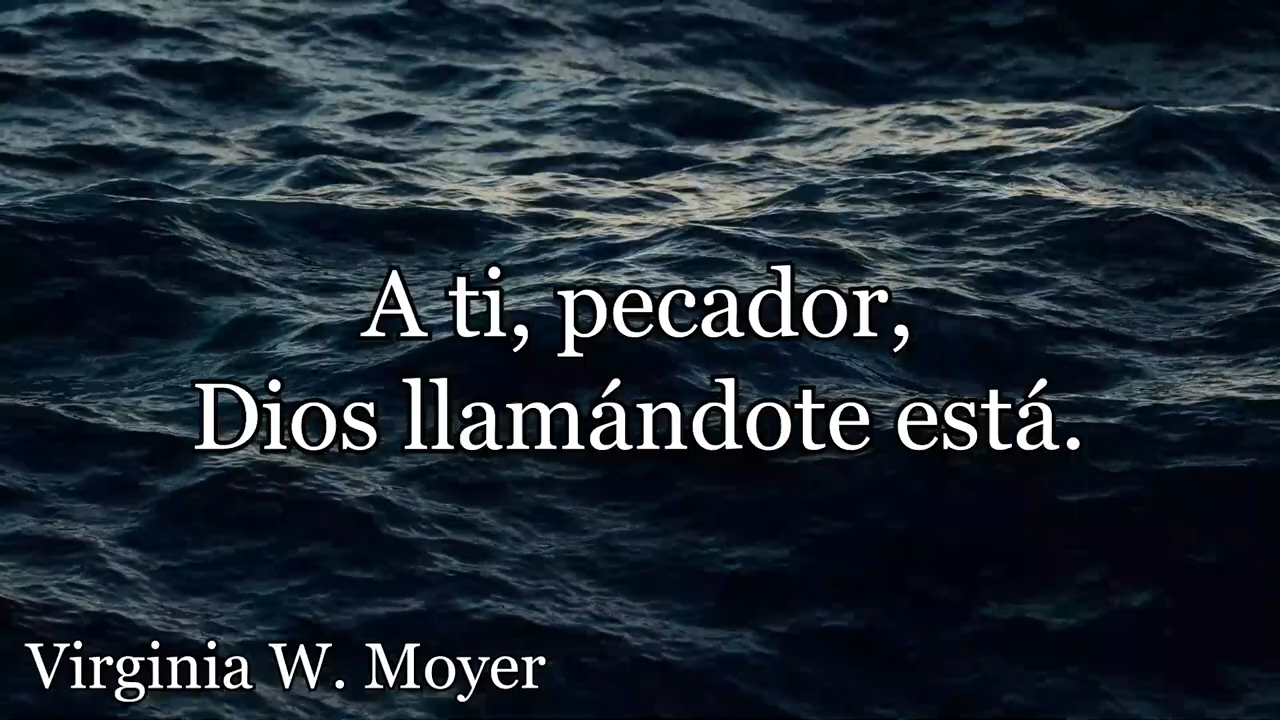 A ti, pecador,
Dios llamándote está.
Virginia W. Moyer